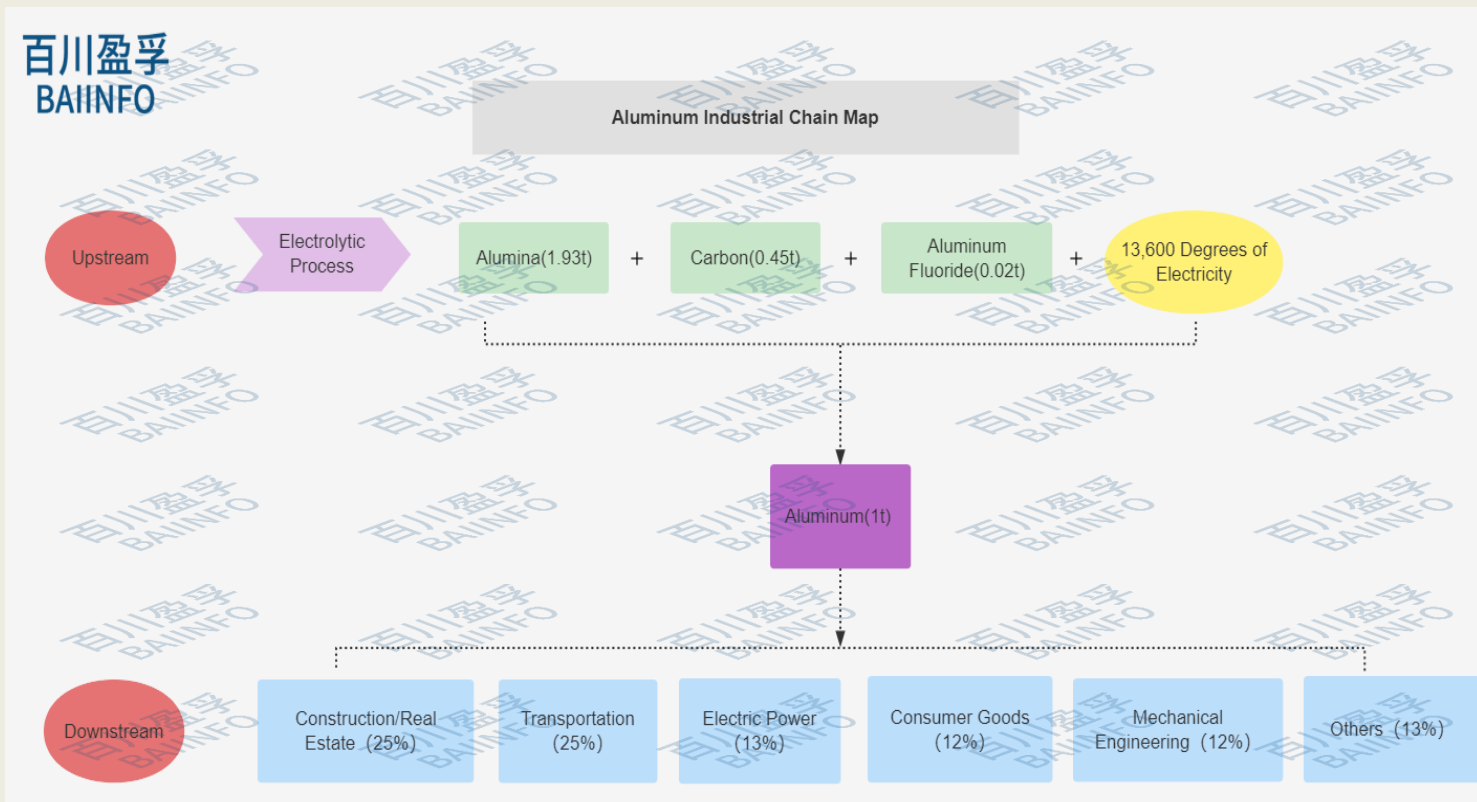 百川盈孚
BAIINFO
Aluminum Industrial Chain Map
Upstream
Electrolytic
Process
Alumina(1.93t)
+
Carbon(0.45t)
+
Aluminum
Fluoride(0.02t)
+
13,600 Degrees of
Electricity
Aluminum(1t)
Downstream
Construction/Real
Estate（25%）
Transportation
（25%）
Electric Power
（13%）
Consumer Goods
（12%）
Mechanical
Engineering（12%）
Others（13%）